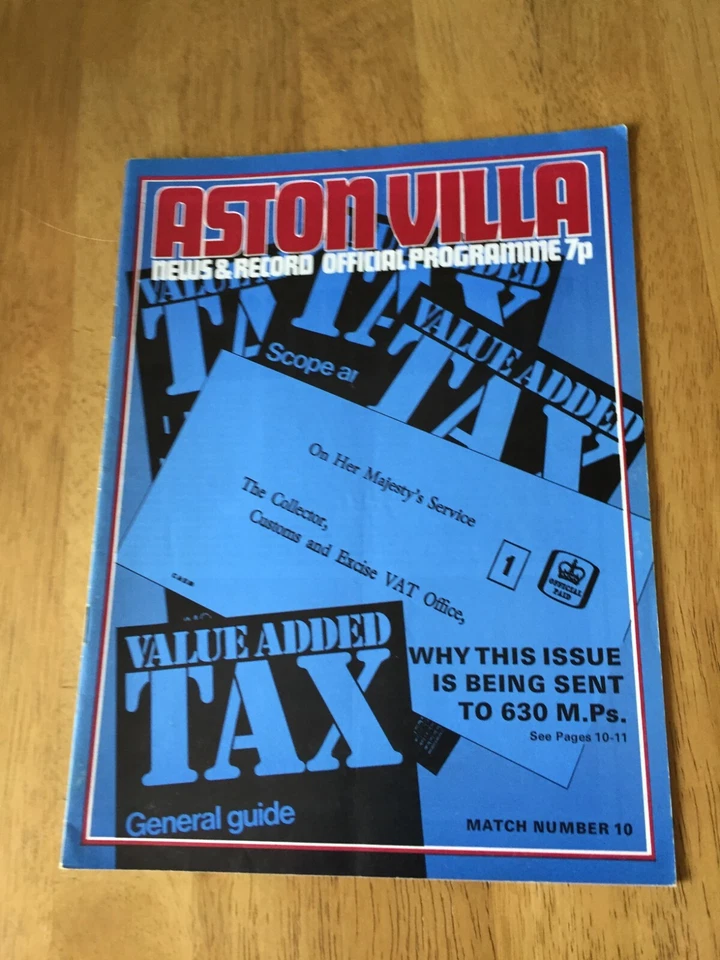 ASTON VILLA
NEWS & RECORD OFFICIAL PROGRAMME 7p
VALUE ADDED
TAX
VALUE ADDED
TAX
Scope
On Her Majesty's Service
The Collector,
Customs and Excise VAT Office,
1
OFFICIAL
PAID
VALUE ADDED
TAX
General guide
WHY THIS ISSUE
IS BEING SENT
TO 630 M.Ps.
See Pages 10-11
MATCH NUMBER 10